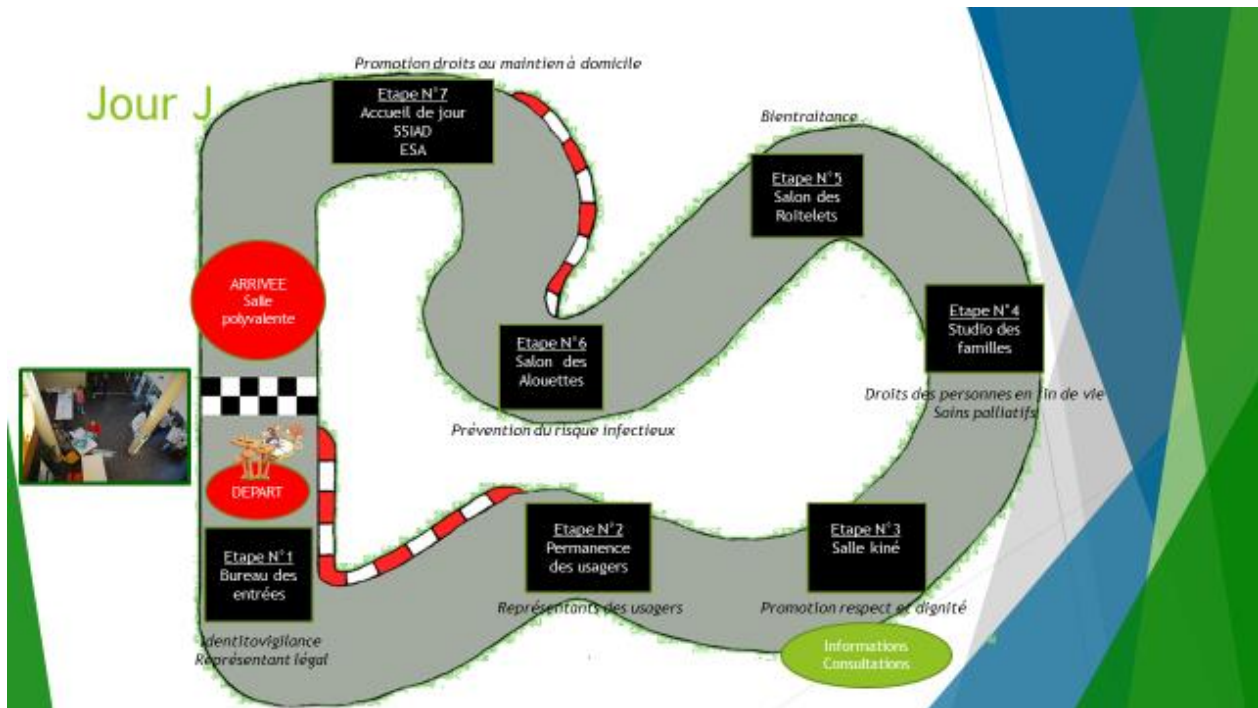 Jour J
Promotion droits au maintien à domicile
Etape N°7
Accueil de jour
SSIAD
ESA
Bientraitance
Etape N°5
Salon des
Roitelets
ARRIVEE
Salle
polyvalente
Etape N°4
Studio des
familles
Etape N°6
Salon des
Alouettes
Droits des personnes en fin de vie
Soins palliatifs
Prévention du risque infectieux
DEPART
Etape N°1
Bureau des
entrées
Etape N°2
Permanence
des usagers
Etape N°3
Salle kiné
Représentants des usagers
Promotion respect et dignité
Identitovigilance
Représentant légal
Informations
Consultations